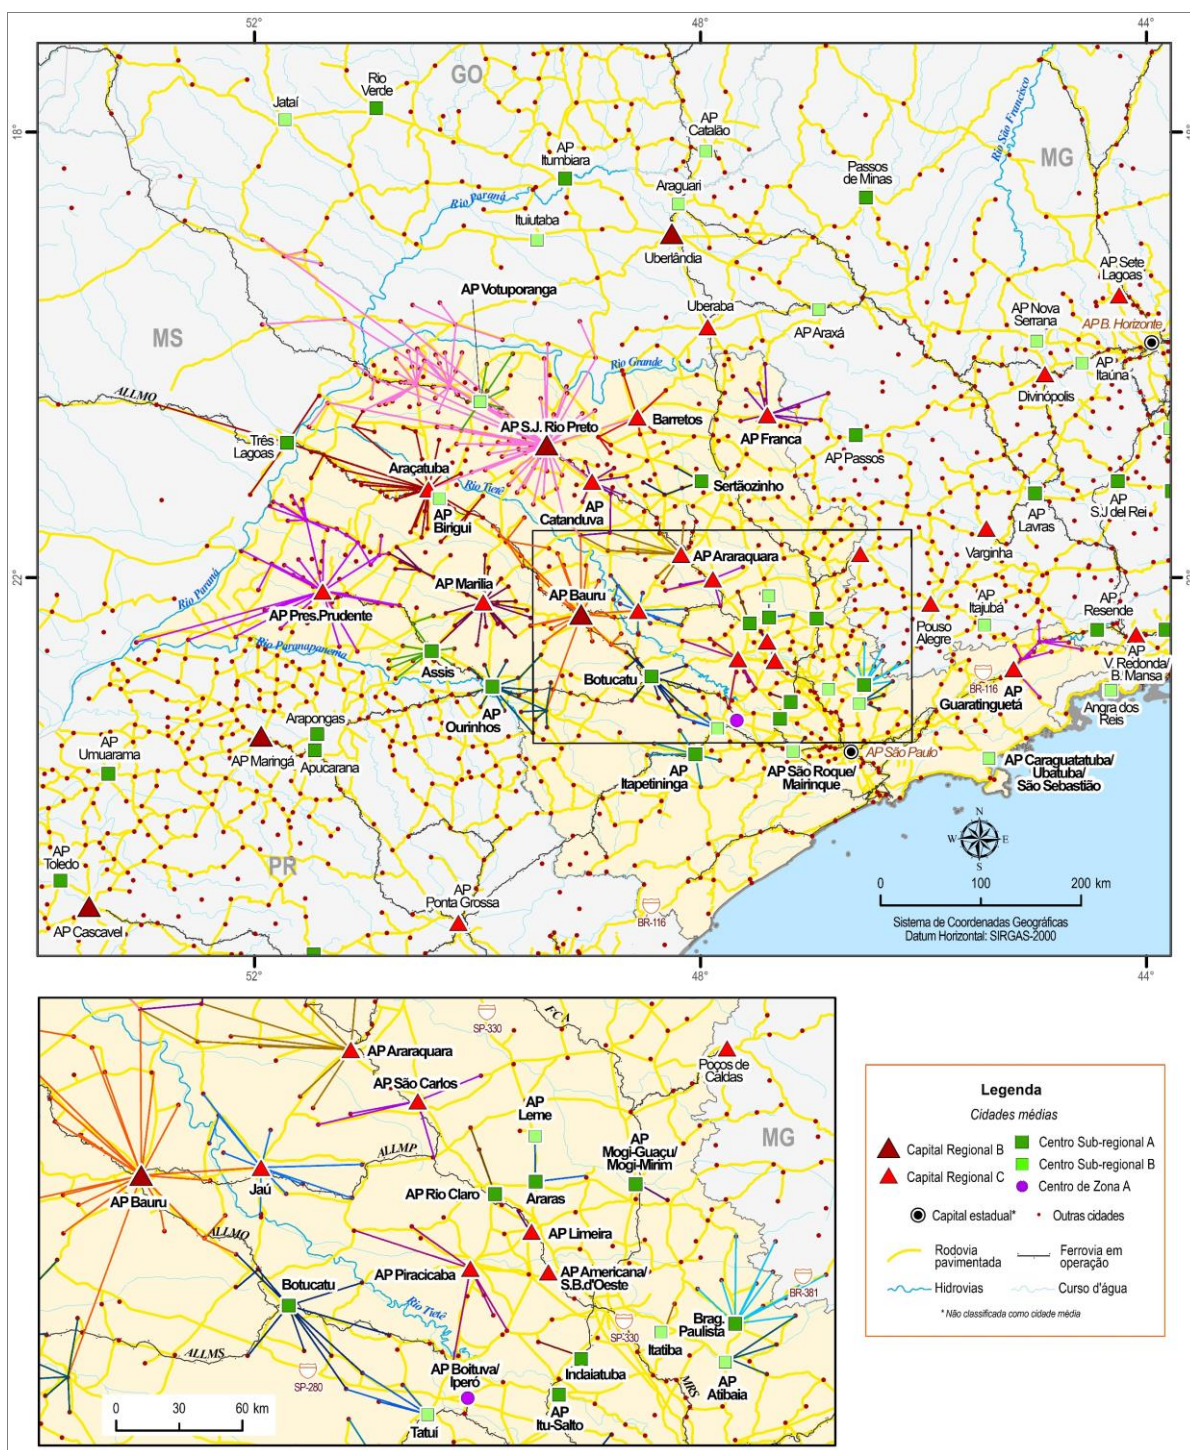 52°
48°
44°
GO
Rio
Verde
Jataí
18°
AP
Catalão
AP
Itumbiara
Rio São Francisco
MG
Passos
de Minas
Araguari
Rio Paraná
Ituiutaba
Uberlândia
AP Sete
Lagoas
AP Votuporanga
Uberaba
AP Araxá
AP Nova
Serrana
AP B. Horizonte
MS
Rio Grande
AP
Itaúna
Divinópolis
ALLMO
AP S.J. Rio Preto
Barretos
AP Franca
AP Passos
Três
Lagoas
Araçatuba
Rio Tietê
Sertãozinho
AP
Birigui
AP
Catanduva
AP
Lavras
AP
S.J del Rei
Varginha
AP Araraquara
22°
Rio Paraná
AP Marília
AP Bauru
AP
Itajubá
AP
Resende
AP Pres.Prudente
Pouso
Alegre
Rio Paranapanema
Assis
Botucatu
AP
V. Redonda/
B. Mansa
BR-116
AP
Guaratinguetá
Angra dos
Reis
AP
Ourinhos
Arapongas
AP
Umuarama
AP Maringá
Apucarana
AP São Paulo
AP
Itapetininga
AP São Roque/
Mairinque
AP Caraguatatuba/
Ubatuba/
São Sebastião
N
W
E
S
PR
AP
Toledo
0
100
200 km
AP
Ponta Grossa
BR-116
AP Cascavel
Sistema de Coordenadas Geográficas
Datum Horizontal: SIRGAS-2000
52°
48°
44°
SP-330
FCA
AP Araraquara
Poços de
Caldas
AP São Carlos
AP
Leme
AP
Mogi-Guaçu/
Mogi-Mirim
MG
ALLMP
Jaú
AP Bauru
AP Rio Claro
Araras
ALLMO
AP Limeira
Botucatu
AP Piracicaba
AP Americana/
S.B.d'Oeste
BR-381
Rio Tietê
SP-330
Brag.
Paulista
Itatiba
ALLMS
SP-280
AP Boituva/
Iperó
Indaiatuba
AP
Atibaia
MRS
0
30
60 km
Tatuí
AP
Itu-Salto
Legenda
Cidades médias
Capital Regional B
Centro Sub-regional A
Centro Sub-regional B
Capital Regional C
Centro de Zona A
Capital estadual*
Outras cidades
Rodovia
pavimentada
Ferrovia em
operação
Hidrovias
Curso d'água
* Não classificada como cidade média